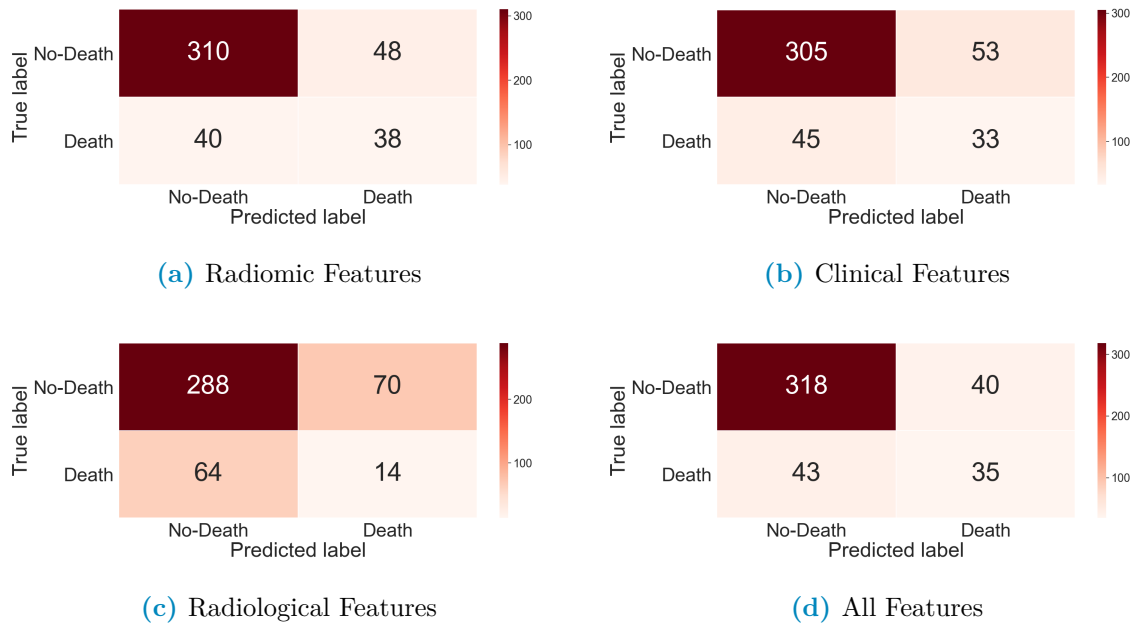 True label
No-Death
310
48
Death
40
38
No-Death
Death
Predicted label
300
200
100
(a) Radiomic Features
True label
No-Death
305
53
Death
45
33
No-Death
Death
Predicted label
300
200
100
(b) Clinical Features
True label
No-Death
288
70
Death
64
14
No-Death
Death
Predicted label
200
100
(c) Radiological Features
True label
No-Death
318
40
Death
43
35
No-Death
Death
Predicted label
300
200
100
(d) All Features